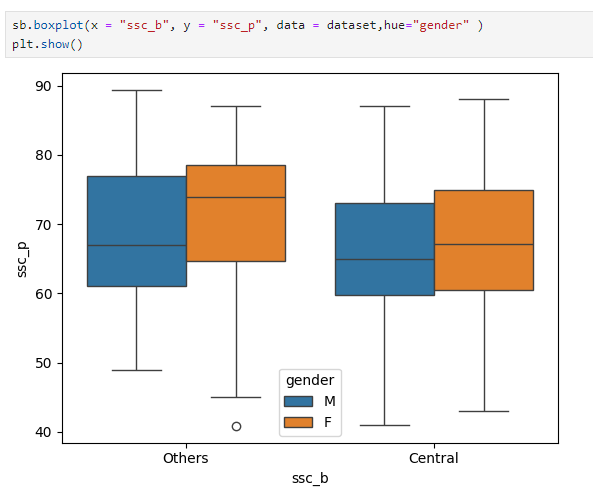 sb.boxplot(x = "ssc_b", y = "ssc_p", data = dataset,hue="gender" )
plt.show()
90
80
70
60
50
40
ssc_p
gender
M
F
Others Central
ssc_b